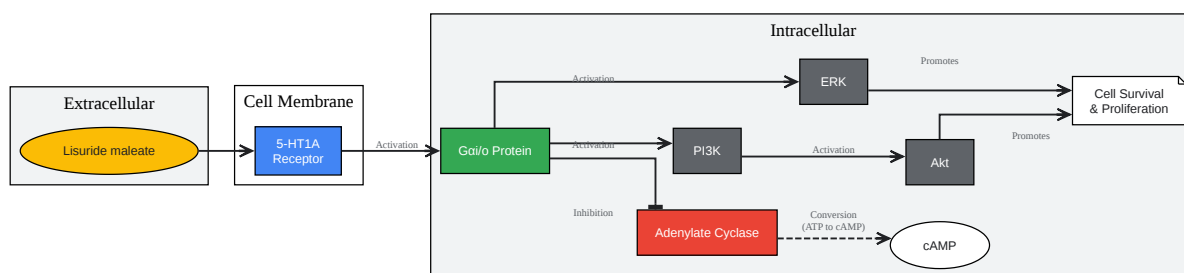 Intracellular
Extracellular
Cell Membrane
Lisuride maleate
5-HT1A
Receptor
Activation
Gαi/o Protein
Activation
ERK
Promotes
Cell Survival
& Proliferation
Activation
PI3K
Activation
Akt
Promotes
Inhibition
Adenylate Cyclase
Conversion
(ATP to cAMP)
cAMP